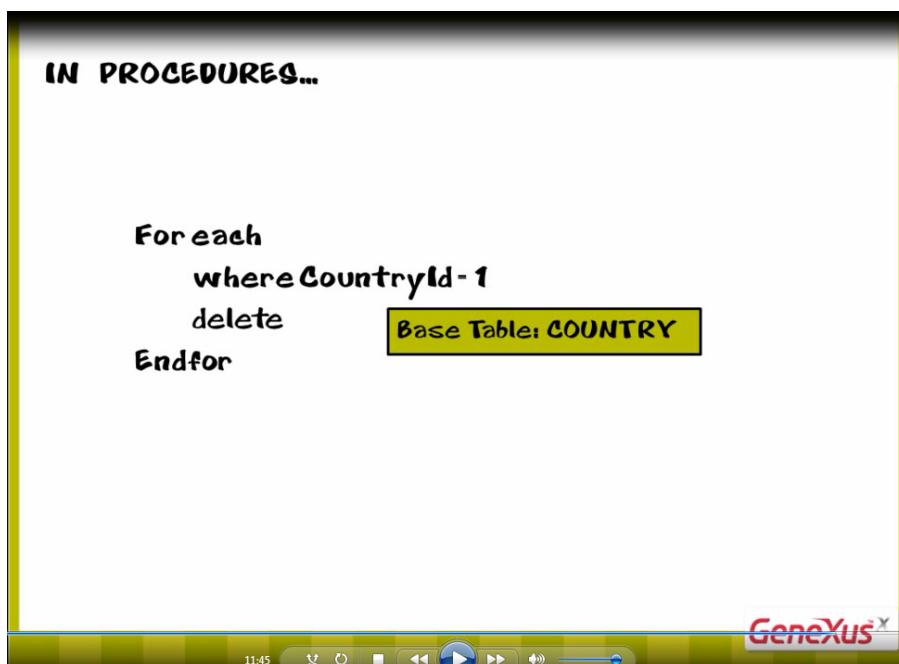 IN PROCEDURES...
For each
where CountryId - 1
delete
Base Table: COUNTRY
Endfor
GeneXus X
11:45